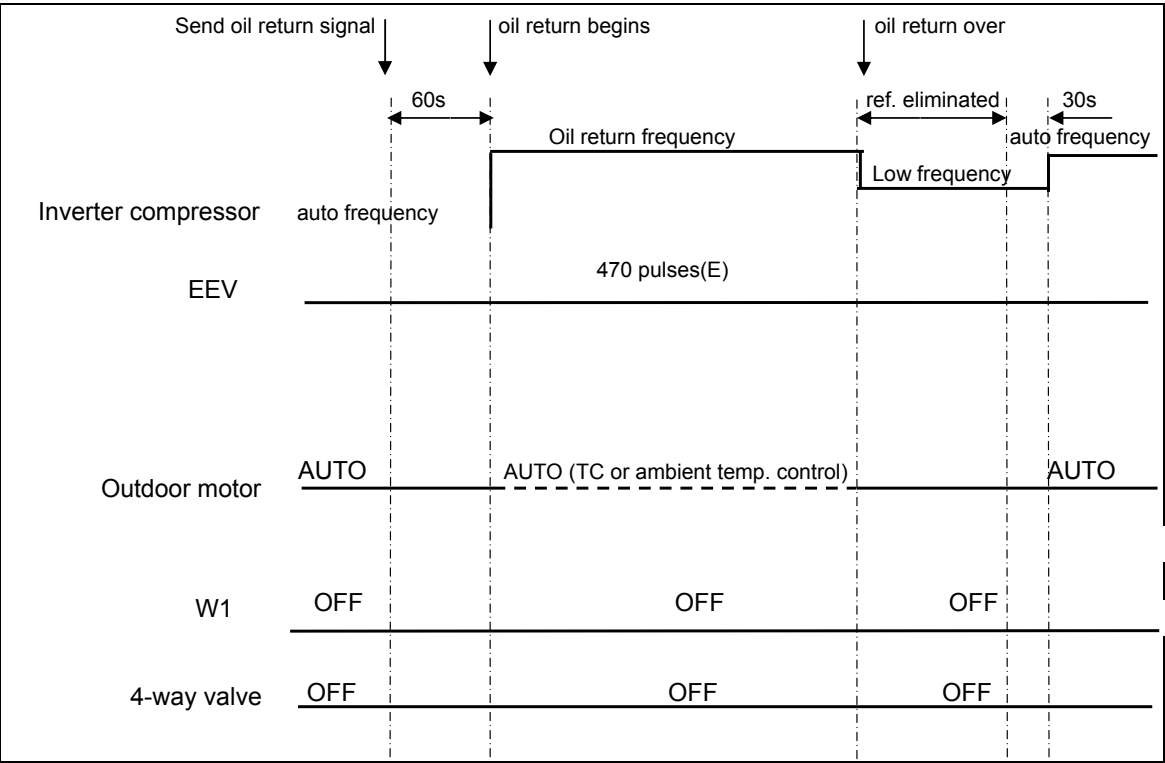 Send oil return signal
oil return begins
oil return over
60s
ref. eliminated
30s
Oil return frequency
auto frequency
Low frequency
Inverter compressor
auto frequency
470 pulses(E)
EEV
AUTO
AUTO (TC or ambient temp. control)
AUTO
Outdoor motor
W1
OFF
OFF
OFF
4-way valve
OFF
OFF
OFF